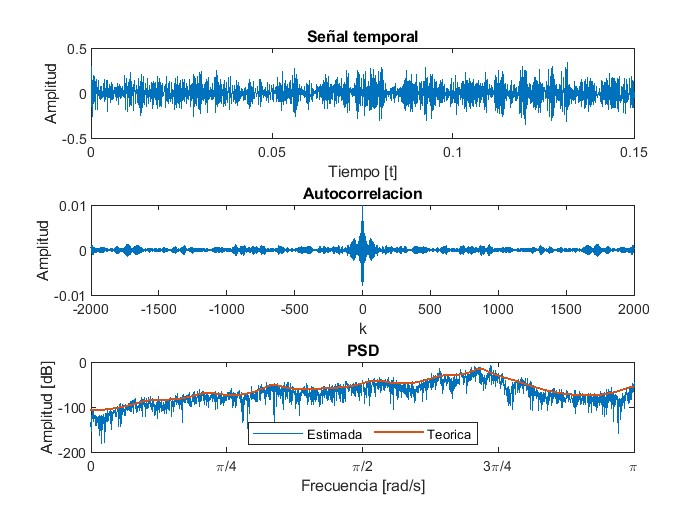 Señal temporal
0.5
0
-0.5
Amplitud
0 0.05 0.1 0.15
Tiempo [t]
Autocorrelacion
0.01
0
-0.01
Amplitud
-2000 -1500 -1000 -500 0 500 1000 1500 2000
k
PSD
0
-100
-200
Amplitud [dB]
Estimada Teorica
0 π/4 π/2 3π/4 π
Frecuencia [rad/s]